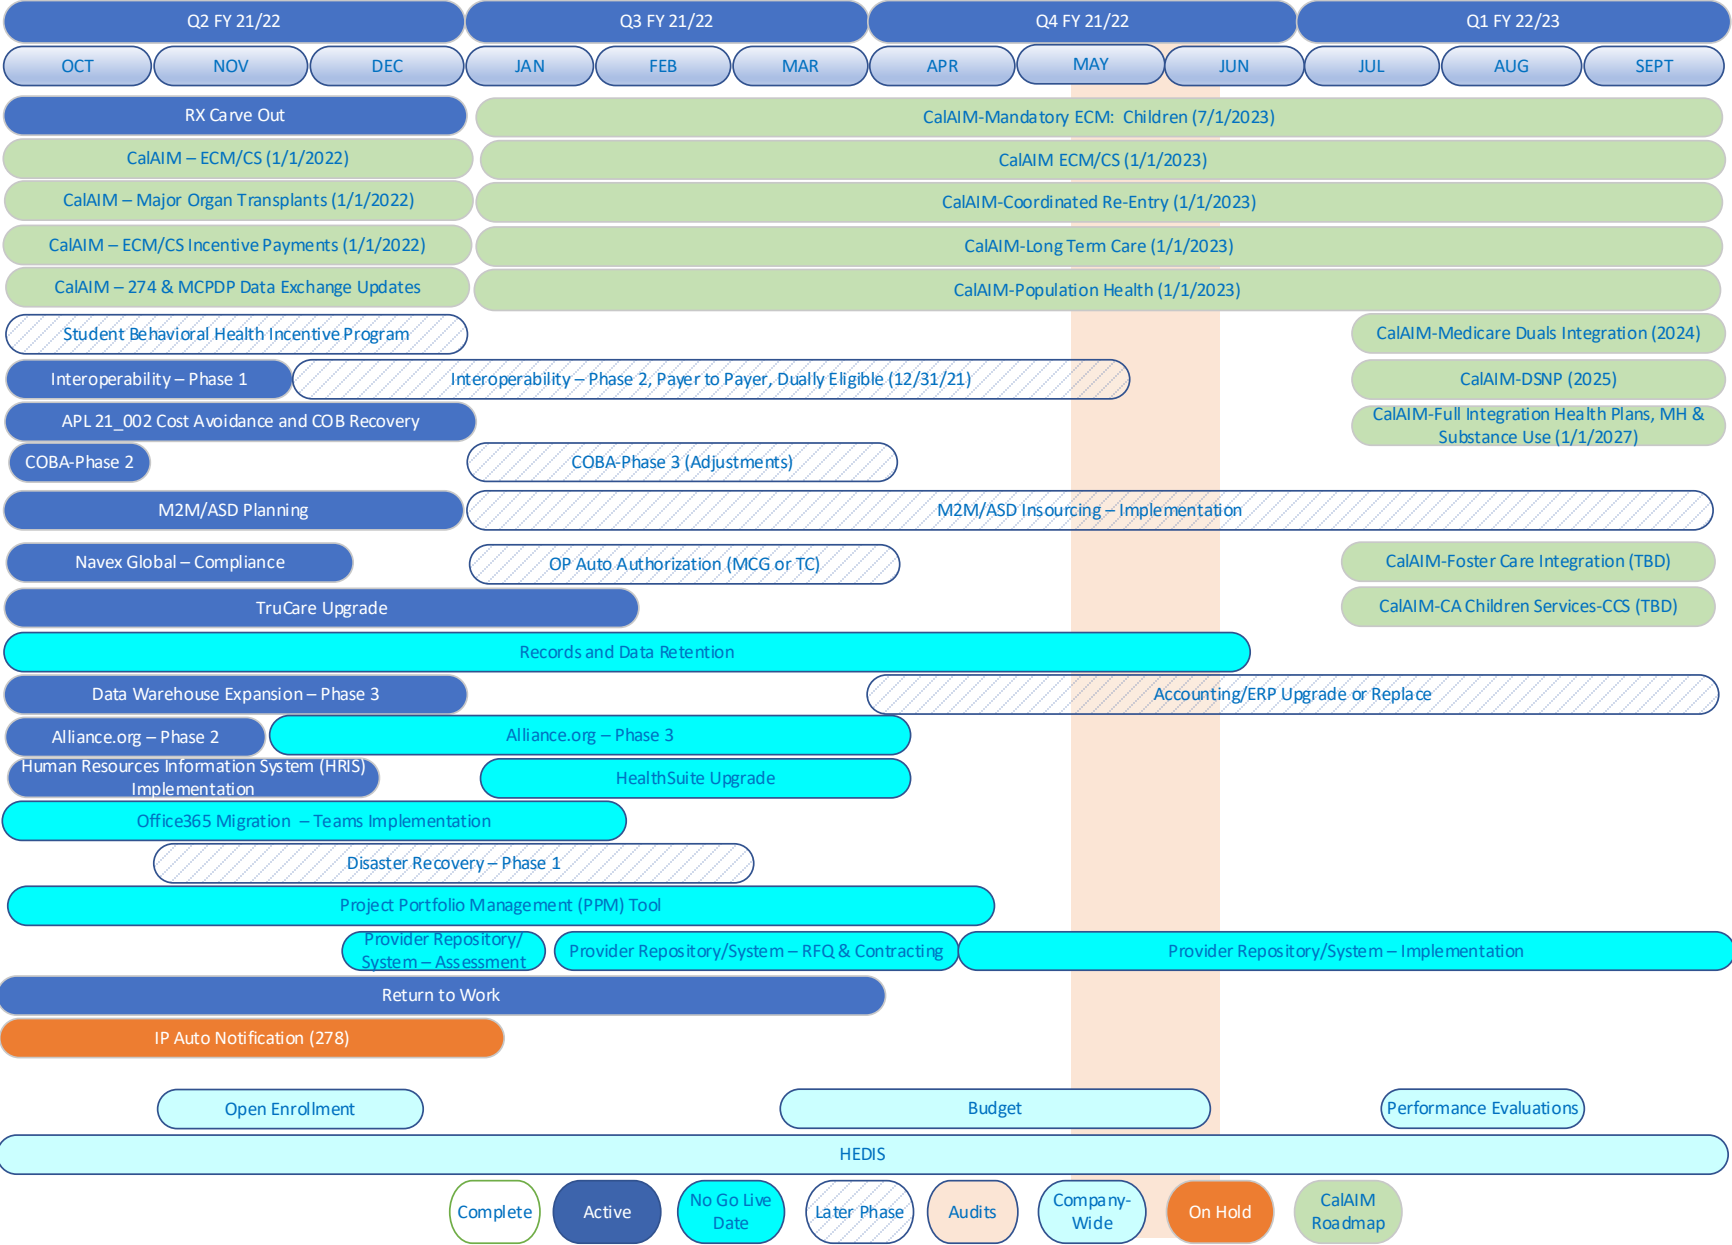 Q2 FY 21/22
Q3 FY 21/22
Q4 FY 21/22
Q1 FY 22/23
OCT
NOV
DEC
JAN
FEB
MAR
APR
MAY
JUN
JUL
AUG
SEPT
RX Carve Out
CalAIM-Mandatory ECM:  Children (7/1/2023)
CalAIM – ECM/CS (1/1/2022)
CalAIM ECM/CS (1/1/2023)
CalAIM – Major Organ Transplants (1/1/2022)
CalAIM-Coordinated Re-Entry (1/1/2023)
CalAIM – ECM/CS Incentive Payments (1/1/2022)
CalAIM-Long Term Care (1/1/2023)
CalAIM – 274 & MCPDP Data Exchange Updates
CalAIM-Population Health (1/1/2023)
Student Behavioral Health Incentive Program
CalAIM-Medicare Duals Integration (2024)
Interoperability – Phase 1
Interoperability – Phase 2, Payer to Payer, Dually Eligible (12/31/21)
CalAIM-DSNP (2025)
APL 21_002 Cost Avoidance and COB Recovery
CalAIM-Full Integration Health Plans, MH &
Substance Use (1/1/2027)
COBA-Phase 2
COBA-Phase 3 (Adjustments)
M2M/ASD Planning
M2M/ASD Insourcing – Implementation
Navex Global – Compliance
OP Auto Authorization (MCG or TC)
CalAIM-Foster Care Integration (TBD)
TruCare Upgrade
CalAIM-CA Children Services-CCS (TBD)
Records and Data Retention
Data Warehouse Expansion – Phase 3
Accounting/ERP Upgrade or Replace
Alliance.org – Phase 2
Alliance.org – Phase 3
Human Resources Information System (HRIS)
Implementation
HealthSuite Upgrade
Office365 Migration  – Teams Implementation
Disaster Recovery – Phase 1
Project Portfolio Management (PPM) Tool
Provider Repository/
System – Assessment
Provider Repository/System – RFQ & Contracting
Provider Repository/System – Implementation
Return to Work
IP Auto Notification (278)
Open Enrollment
Budget
Performance Evaluations
HEDIS
Complete
Active
No Go Live
Date
Later Phase
Audits
Company-
Wide
On Hold
CalAIM
Roadmap